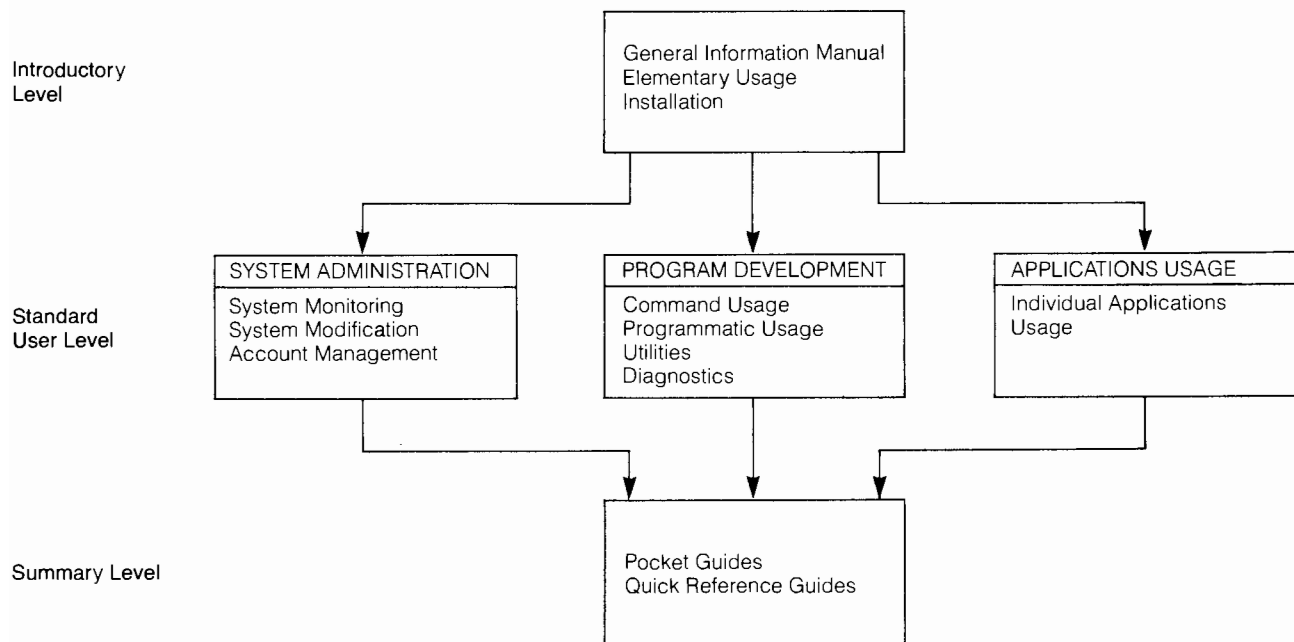 Introductory
Level
General Information Manual
Elementary Usage
Installation
Standard
User Level
SYSTEM ADMINISTRATION
System Monitoring
System Modification
Account Management
PROGRAM DEVELOPMENT
Command Usage
Programmatic Usage
Utilities
Diagnostics
APPLICATIONS USAGE
Individual Applications
Usage
Summary Level
Pocket Guides
Quick Reference Guides